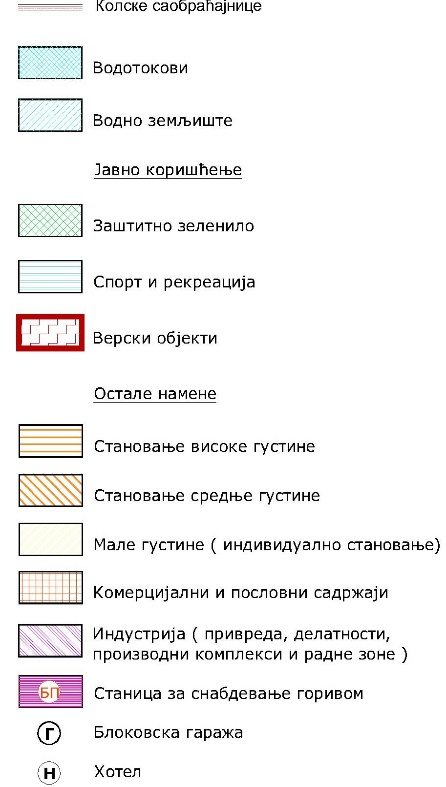 Колске саобраћајнице
Водотокови
Водно земљиште
Јавно коришћење
Заштитно зеленило
Спорт и рекреација
Верски објекти
Остале намене
Становање високе густине
Становање средње густине
Мале густине ( индивидуално становање)
Комерцијални и пословни садржаји
Индустрија ( привреда, делатности,
производни комплекси и радне зоне )
БП Станица за снабдевање горивом
Г Блоковска гаража
Н Хотел